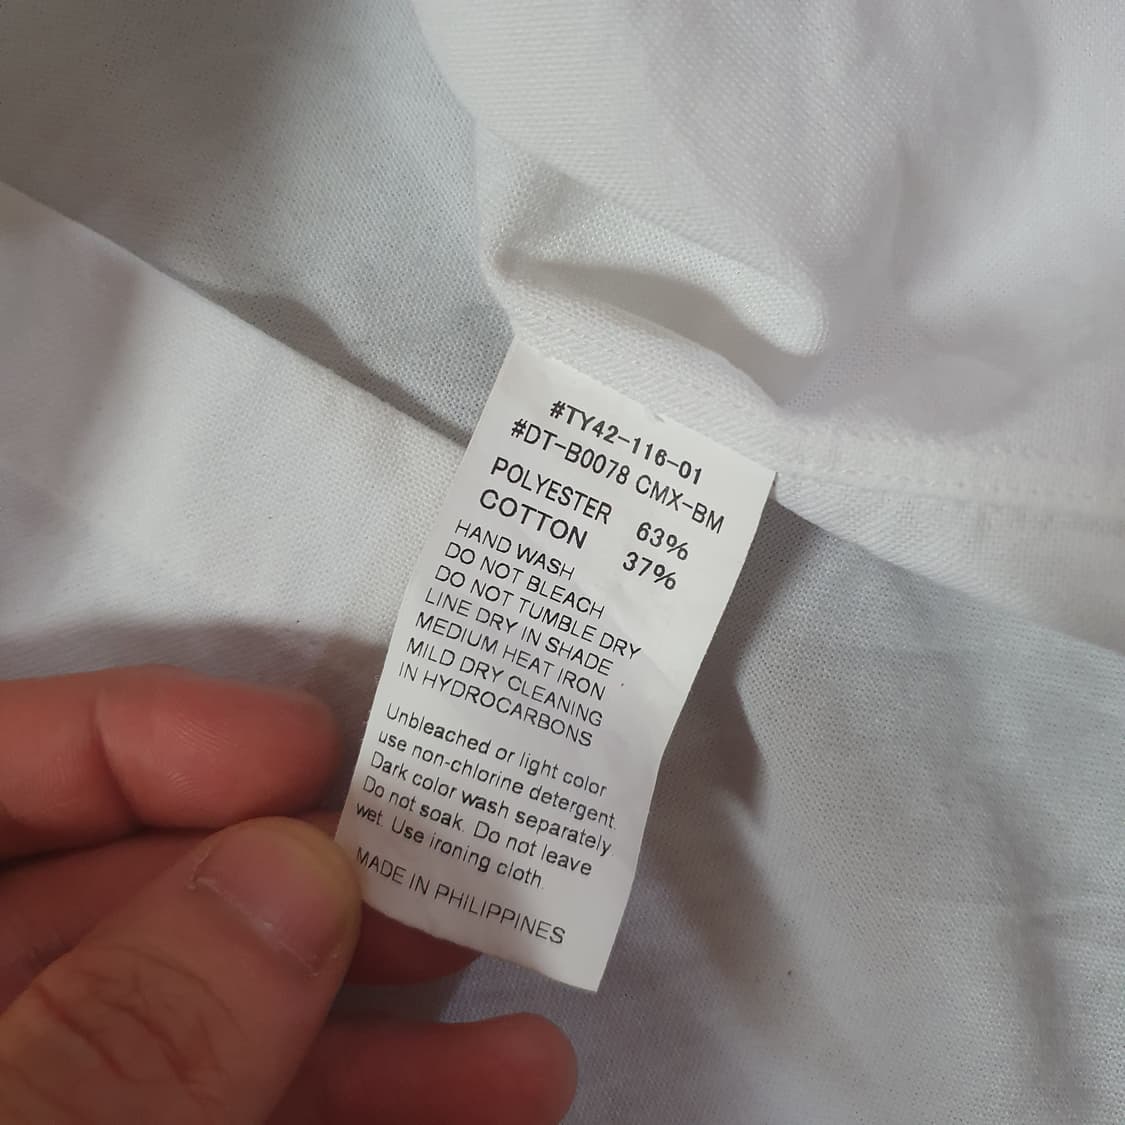 #TY42-116-01
#DT-B0078 CMX-BM
POLYESTER 63%
COTTON 37%
HAND WASH
DO NOT BLEACH
DO NOT TUMBLE DRY
LINE DRY IN SHADE
MEDIUM HEAT IRON
MILD DRY CLEANING
IN HYDROCARBONS
Unbleached or light color
use non-chlorine detergent.
Dark color wash separately.
Do not soak. Do not leave
wet. Use ironing cloth.
MADE IN PHILIPPINES